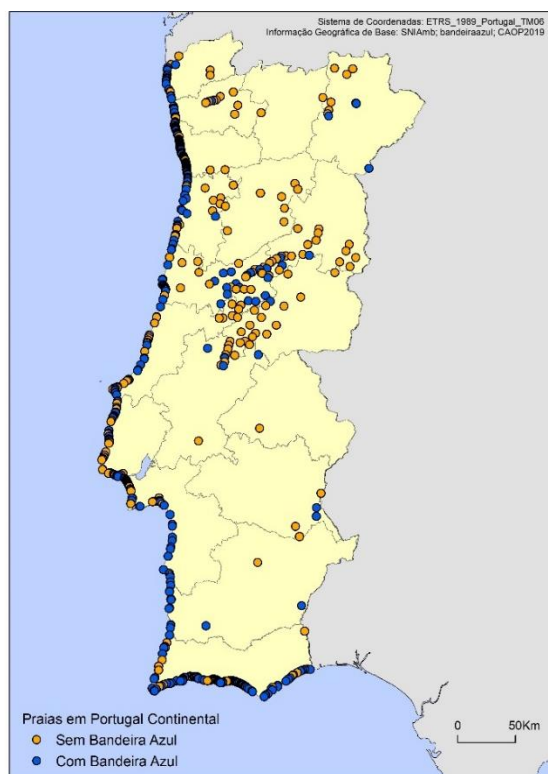 Sistema de Coordenadas: ETRS_1989_Portugal_TM06
Informação Geográfica de Base: SNIAmb; bandeiraazul; CAOP2019
Praias em Portugal Continental
Sem Bandeira Azul
Com Bandeira Azul
0 50Km